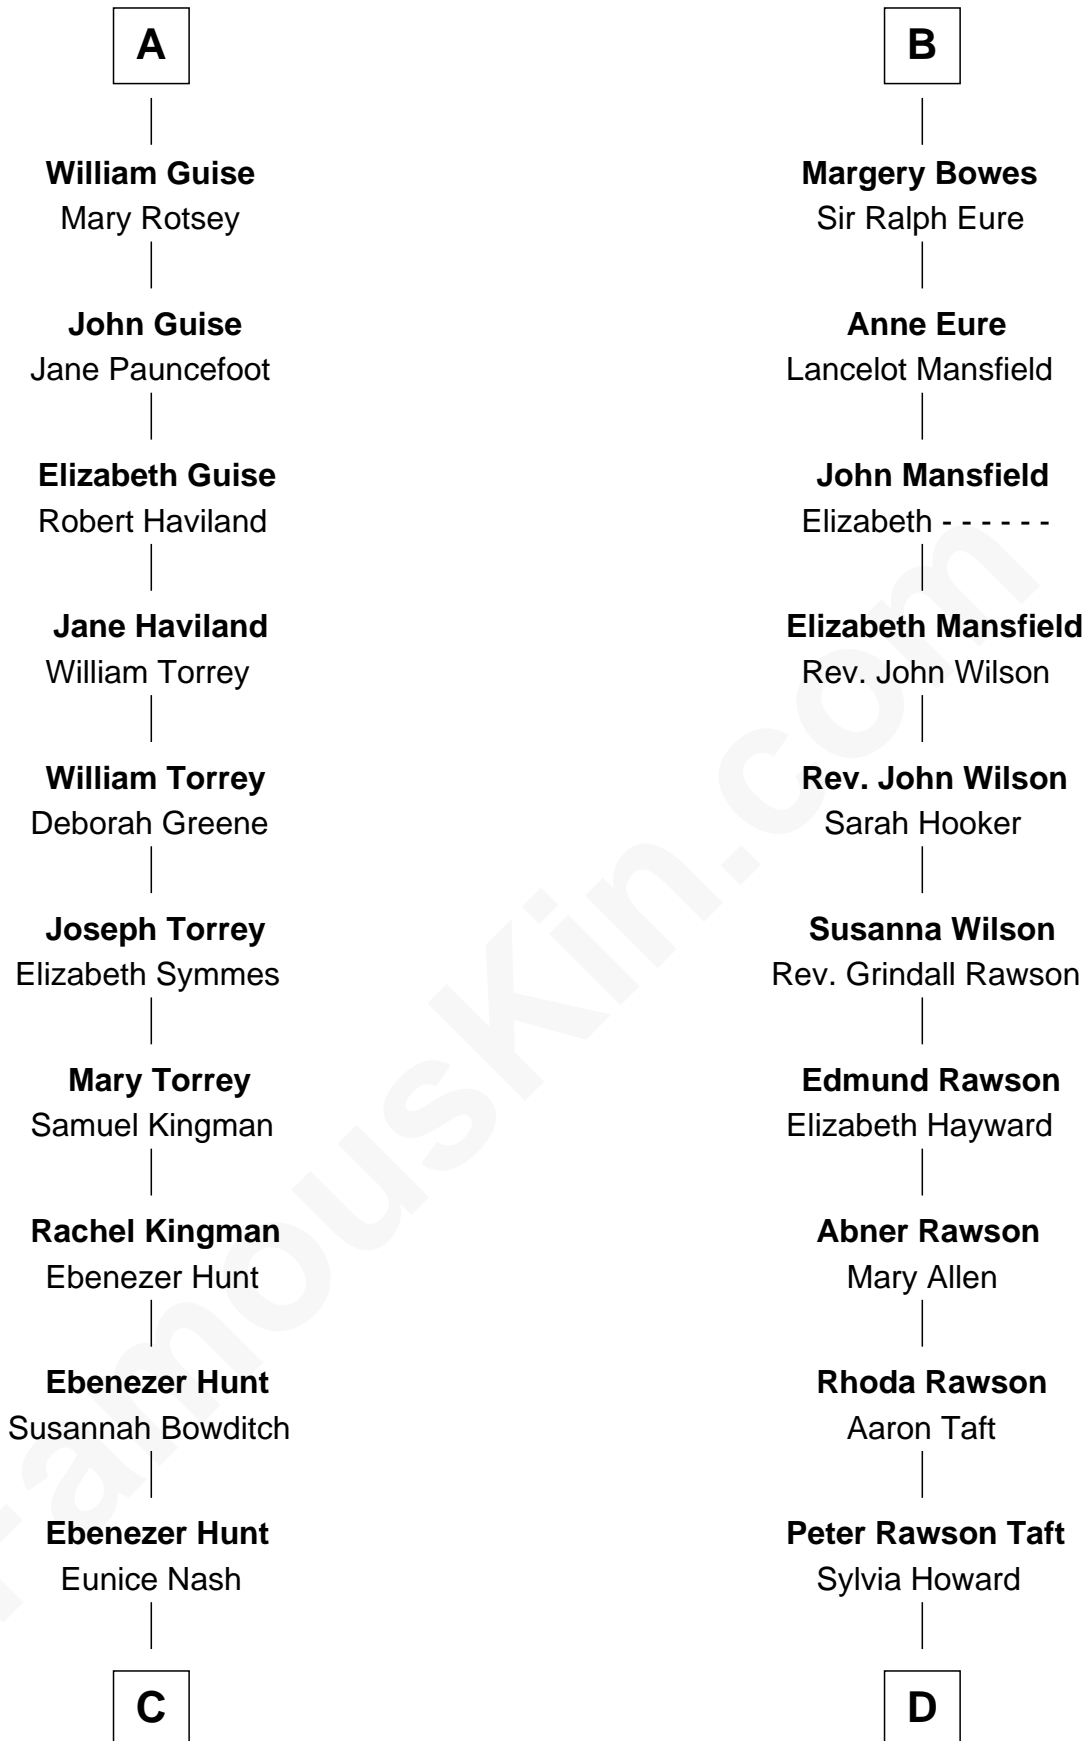 A
William Guise
Mary Rotsey
John Guise
Jane Pauncefoot
Elizabeth Guise
Robert Haviland
Jane Haviland
William Torrey
William Torrey
Deborah Greene
Joseph Torrey
Elizabeth Symmes
Mary Torrey
Samuel Kingman
Rachel Kingman
Ebenezer Hunt
Ebenezer Hunt
Susannah Bowditch
Ebenezer Hunt
Eunice Nash
C
B
Margery Bowes
Sir Ralph Eure
Anne Eure
Lancelot Mansfield
John Mansfield
Elizabeth - - - - - -
Elizabeth Mansfield
Rev. John Wilson
Rev. John Wilson
Sarah Hooker
Susanna Wilson
Rev. Grindall Rawson
Edmund Rawson
Elizabeth Hayward
Abner Rawson
Mary Allen
Rhoda Rawson
Aaron Taft
Peter Rawson Taft
Sylvia Howard
D
FamousKin.com